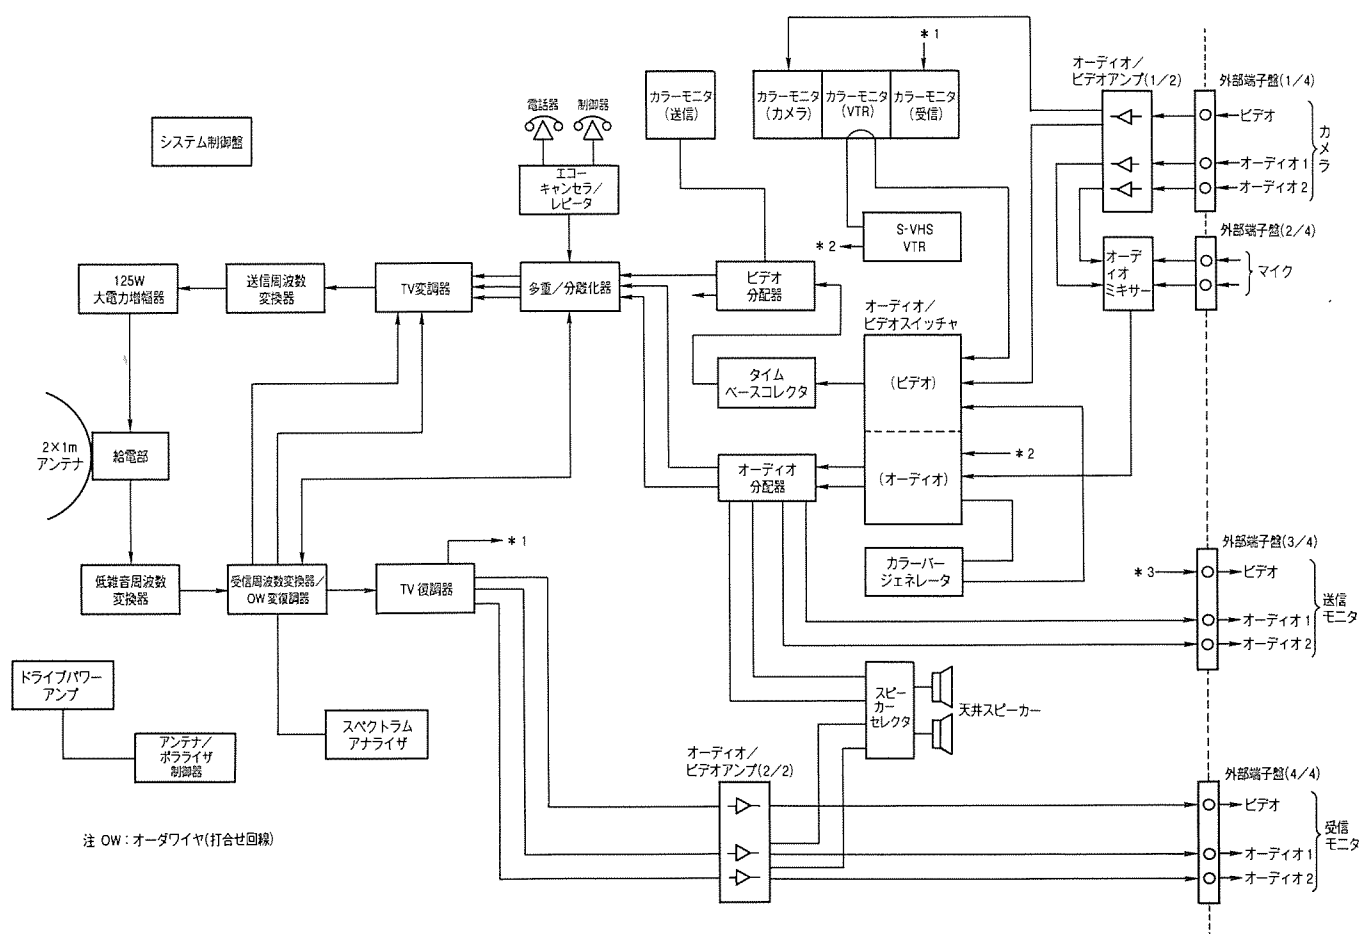 ＊1
オーディオ／
ビデオアンプ(1／2)
外部端子盤(1／4)
カラーモニタ
(送信)
カラーモニタ
(カメラ)
カラーモニタ
(VTR)
カラーモニタ
(受信)
電話器
制御器
システム制御盤
ビデオ
オーディオ1
オーディオ2
カメラ
エコー
キャンセラ／
レピータ
S-VHS
VTR
＊2
外部端子盤(2／4)
オーディオ
ミキサー
マイク
125W
大電力増幅器
送信周波数
変換器
TV変調器
多重／分離化器
ビデオ
分配器
オーディオ／
ビデオスイッチャ
タイム
ベースコレクタ
(ビデオ)
2×1m
アンテナ
給電部
オーディオ
分配器
(オーディオ)
＊2
カラーバー
ジェネレータ
外部端子盤(3／4)
＊3
ビデオ
オーディオ1
オーディオ2
送信
モニタ
低雑音周波数
変換器
受信周波数変換器／
OW変復調器
TV復調器
＊1
ドライブパワー
アンプ
アンテナ／
ポラライザ
制御器
スペクトラム
アナライザ
スピー
カー
セレクタ
天井スピーカー
オーディオ／
ビデオアンプ(2／2)
外部端子盤(4／4)
ビデオ
オーディオ1
オーディオ2
受信
モニタ
注 OW：オーダワイヤ(打合せ回線)